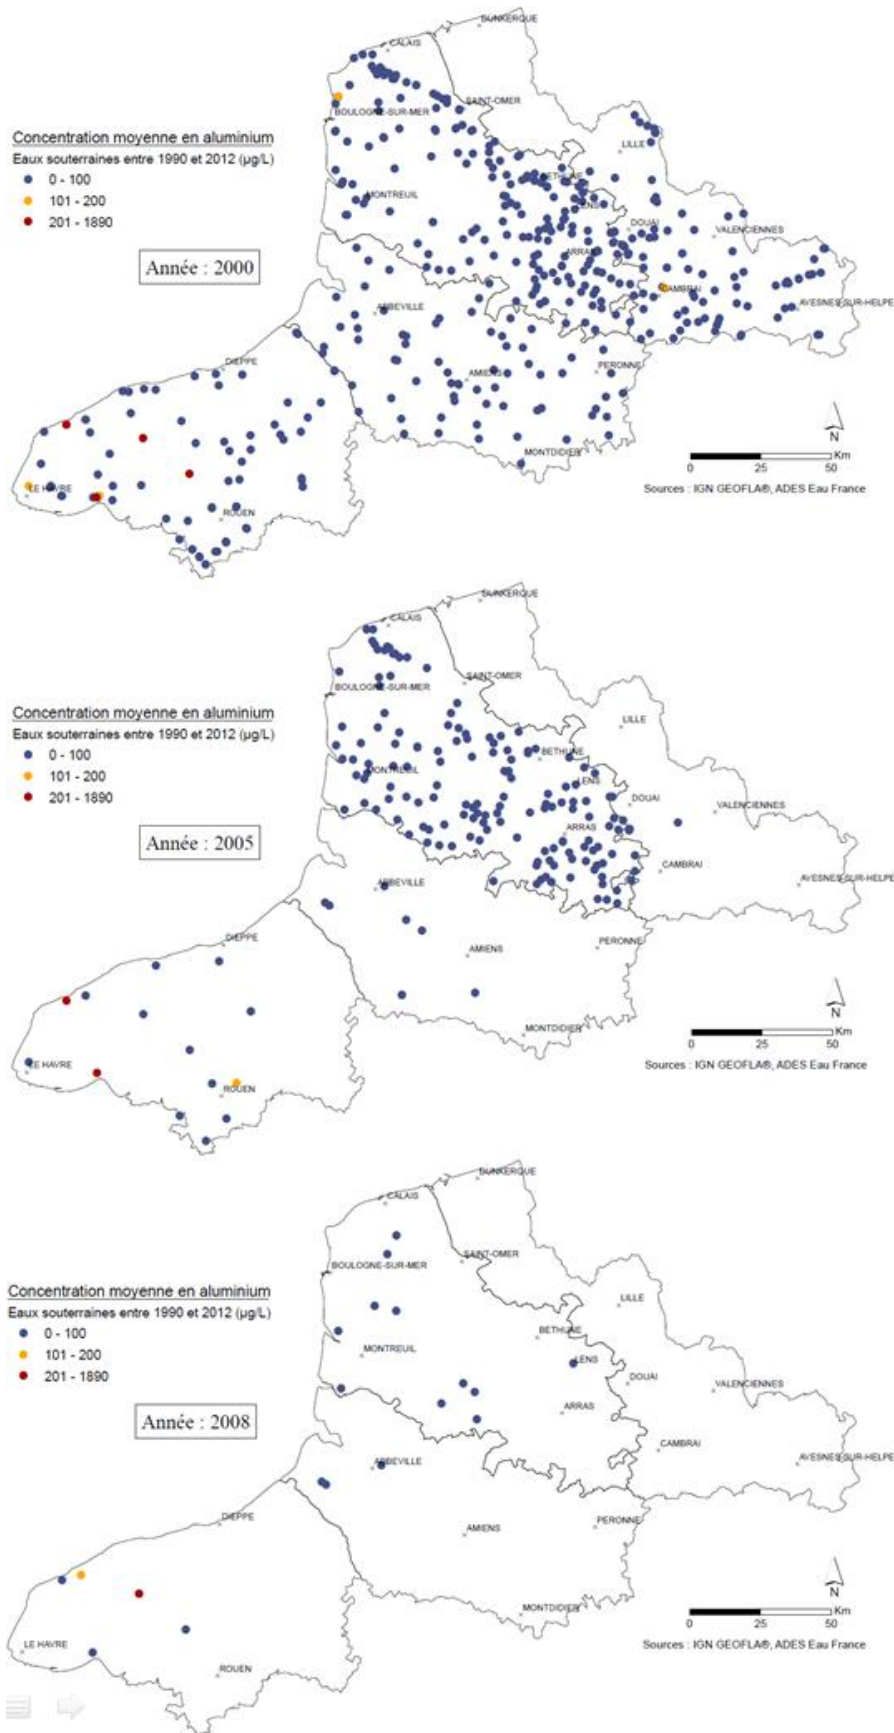 DUNKERQUE
CALAIS
SAINT-OMER
BOULOGNE-SUR-MER
LILLE
Concentration moyenne en aluminium
Eaux souterraines entre 1990 et 2012 (µg/L)
0 - 100
101 - 200
201 - 1890
BETHUNE
MONTREUIL
LENS
DOUAI
VALENCIENNES
Année : 2000
ARRAS
CAMBRAI
AVESNES-SUR-HELPE
ABBEVILLE
DIEPPE
AMIENS
PERONNE
N
MONTDIDIER
0 25 50 Km
Sources : IGN GEOFLA®, ADES Eau France
LE HAVRE
ROUEN
DUNKERQUE
CALAIS
SAINT-OMER
BOULOGNE-SUR-MER
Concentration moyenne en aluminium
LILLE
Eaux souterraines entre 1990 et 2012 (µg/L)
0 - 100
BETHUNE
101 - 200
MONTREUIL
LENS
201 - 1890
DOUAI
VALENCIENNES
Année : 2005
ARRAS
CAMBRAI
AVESNES-SUR-HELPE
ABBEVILLE
DIEPPE
AMIENS
PERONNE
N
MONTDIDIER
0 25 50 Km
Sources : IGN GEOFLA®, ADES Eau France
LE HAVRE
ROUEN
DUNKERQUE
CALAIS
SAINT-OMER
BOULOGNE-SUR-MER
Concentration moyenne en aluminium
LILLE
Eaux souterraines entre 1990 et 2012 (µg/L)
0 - 100
BETHUNE
101 - 200
MONTREUIL
LENS
201 - 1890
DOUAI
VALENCIENNES
Année : 2008
ARRAS
CAMBRAI
AVESNES-SUR-HELPE
ABBEVILLE
DIEPPE
AMIENS
PERONNE
N
MONTDIDIER
0 25 50 Km
Sources : IGN GEOFLA®, ADES Eau France
LE HAVRE
ROUEN